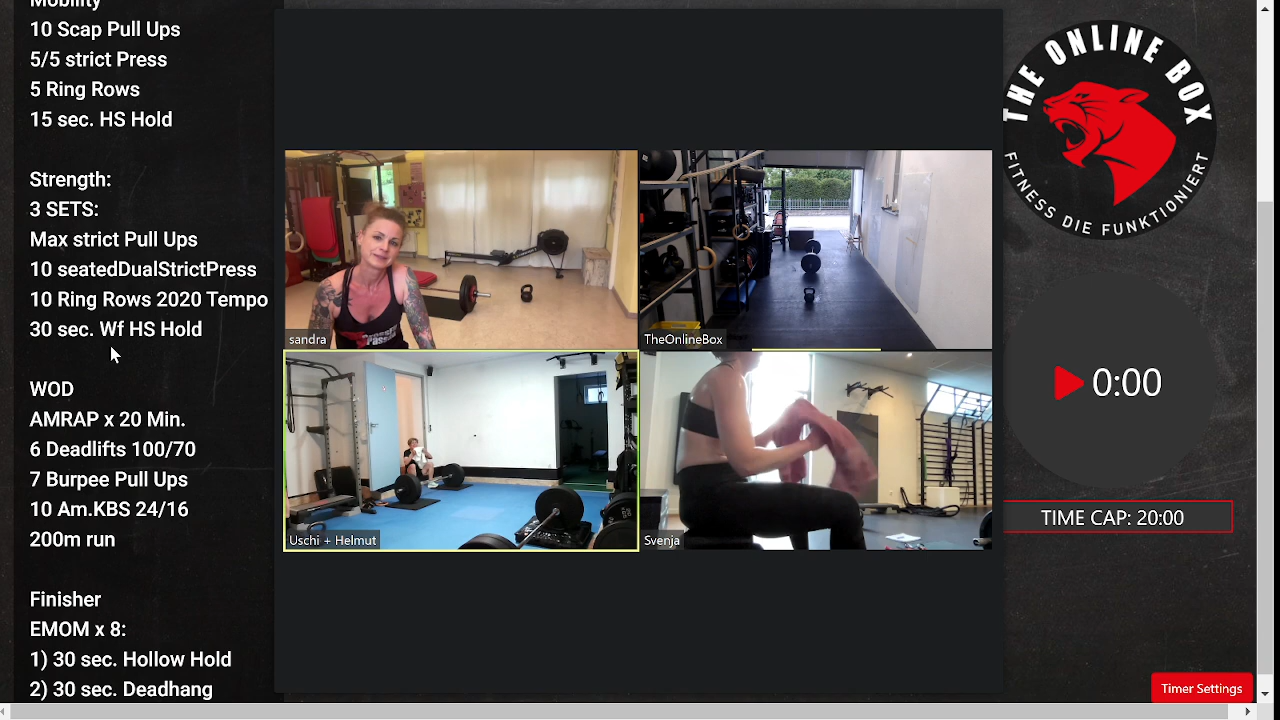 Mobility
10 Scap Pull Ups
5/5 strict Press
5 Ring Rows
15 sec. HS Hold
Strength:
3 SETS:
Max strict Pull Ups
10 seatedDualStrictPress
10 Ring Rows 2020 Tempo
30 sec. Wf HS Hold
WOD
AMRAP x 20 Min.
6 Deadlifts 100/70
7 Burpee Pull Ups
10 Am.KBS 24/16
200m run
Finisher
EMOM x 8:
1) 30 sec. Hollow Hold
2) 30 sec. Deadhang
sandra
TheOnlineBox
Uschi + Helmut
Svenja
THE ONLINE BOX
FITNESS DIE FUNKTIONIERT
0:00
TIME CAP: 20:00
Timer Settings